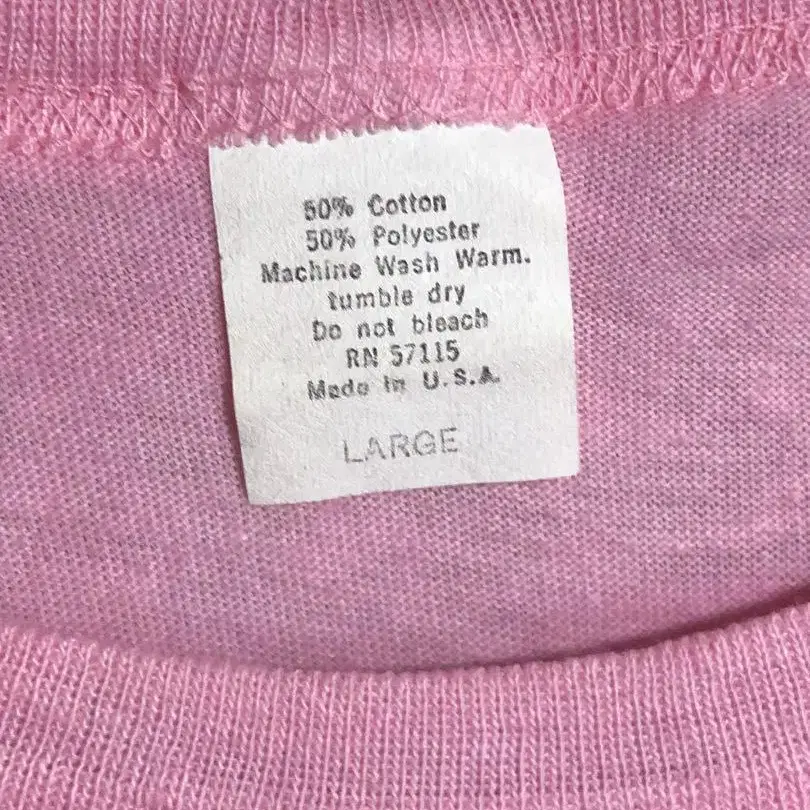 50% Cotton
50% Polyester
Machine Wash Warm.
tumble dry
Do not bleach
RN 57115
Made in U.S.A.
LARGE